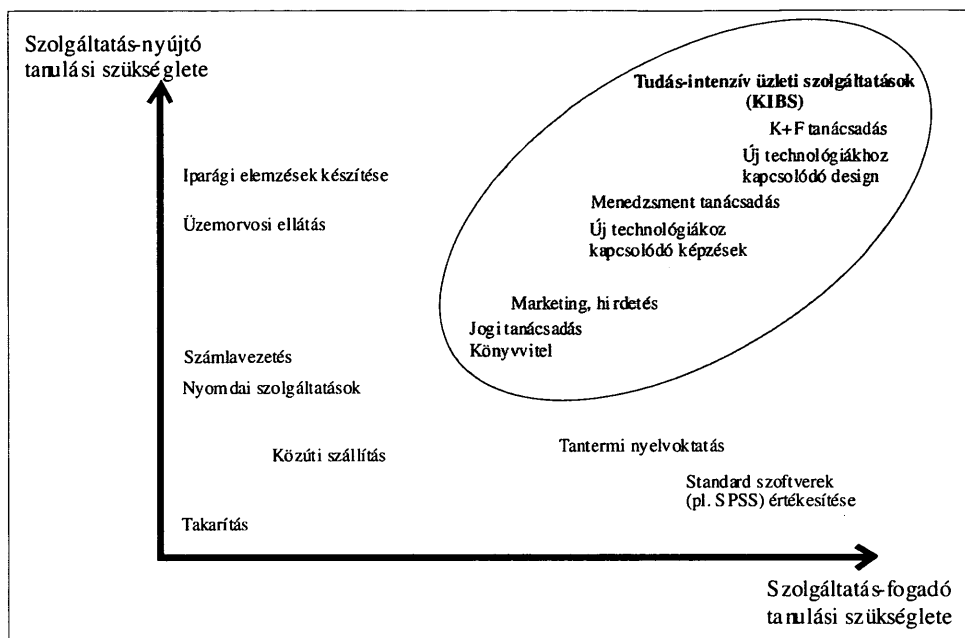 Szolgáltatás-nyújtó
tanulási szükséglete
Tudás-intenzív üzleti szolgáltatások
(KIBS)
K+F tanácsadás
Új technológiákhoz
kapcsolódó design
Iparági elemzések készítése
Menedzsment tanácsadás
Üzemorvosi ellátás
Új technológiákoz
kapcsolódó képzések
Marketing, hirdetés
Jogi tanácsadás
Könyvvitel
Számlavezetés
Nyomdai szolgáltatások
Közúti szállítás
Tantermi nyelvoktatás
Standard szoftverek
(pl. SPSS) értékesítése
Takarítás
Szolgáltatás-fogadó
tanulási szükséglete